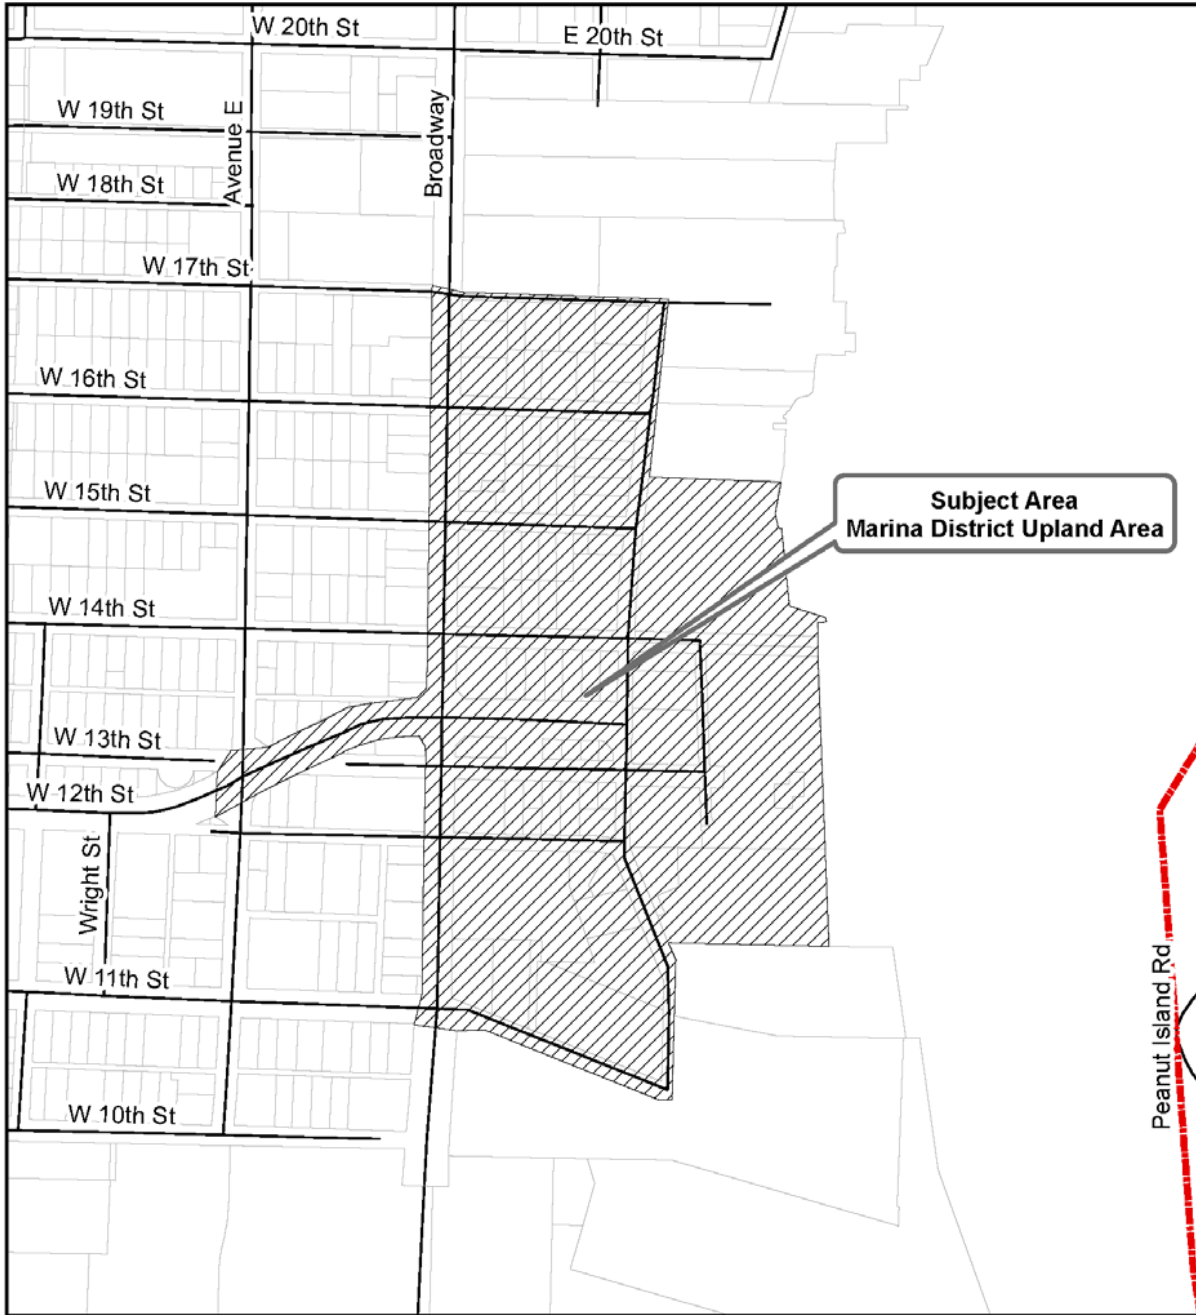 W 20th St
E 20th St
W 19th St
Avenue E
Broadway
W 18th St
W 17th St
W 16th St
W 15th St
Subject Area
Marina District Upland Area
W 14th St
W 13th St
W 12th St
Wright St
W 11th St
Peanut Island Rd
W 10th St